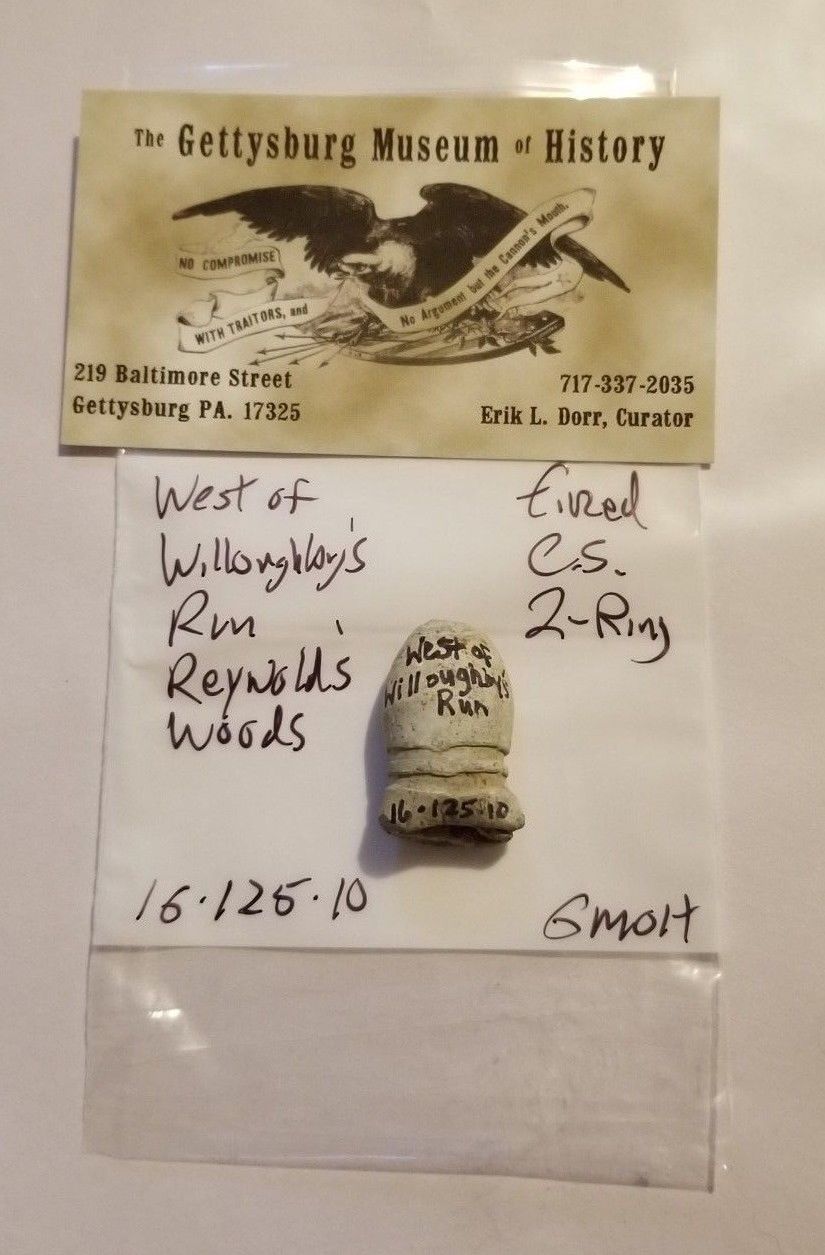 The Gettysburg Museum of History
NO COMPROMISE
WITH TRAITORS, and
No Argument but the Cannon's Mouth.
219 Baltimore Street
Gettysburg PA. 17325
717-337-2035
Erik L. Dorr, Curator
West of
Willoughby's
Run
Reynolds
Woods
fired
C.S.
2-Ring
West of
Willoughby's
Run
16·125·10
16·125·10
GMOH